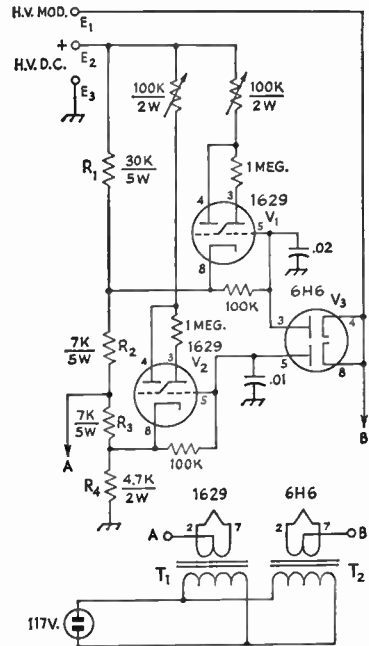 H.V. MOD. E1
+ E2
H.V. D.C.
E3
100K
2W
100K
2W
R1 30K
5W
1 MEG.
4 3 1629
V1
5
8 .02
100K 6H6
V3
3 4
R2 7K
5W
1 MEG.
1629
4 3 V2
5 8
5
.01
8
A 7K
5W R3
B
100K
R4 4.7K
2W
1629 6H6
A 2 7 2 7 B
T1 T2
117V.